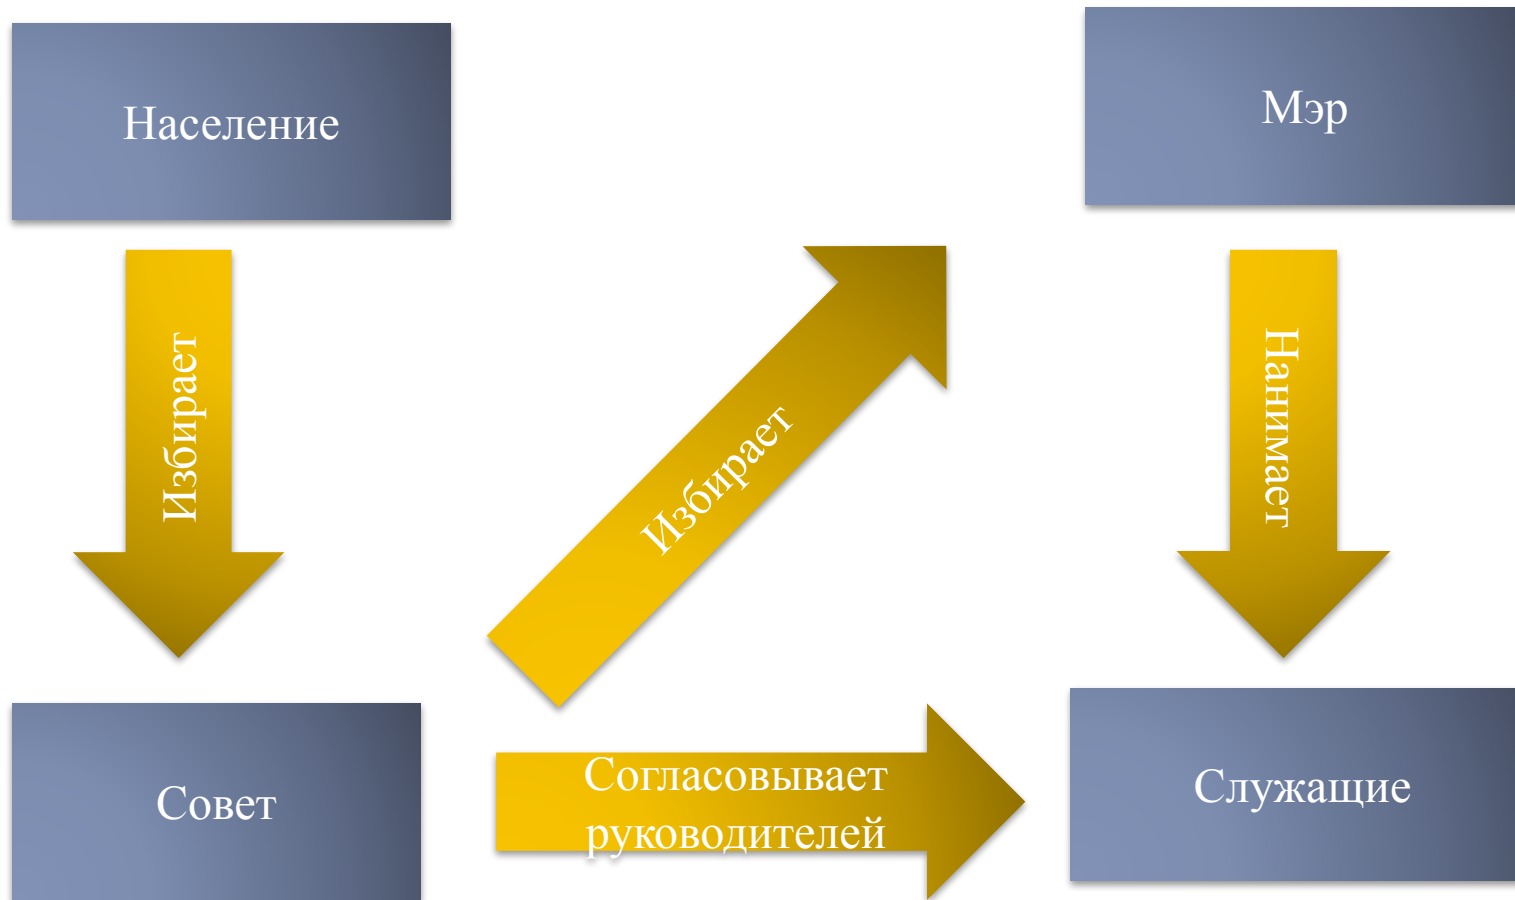 Население
Мэр
Избирает
Избирает
Нанимает
Совет
Согласовывает
руководителей
Служащие